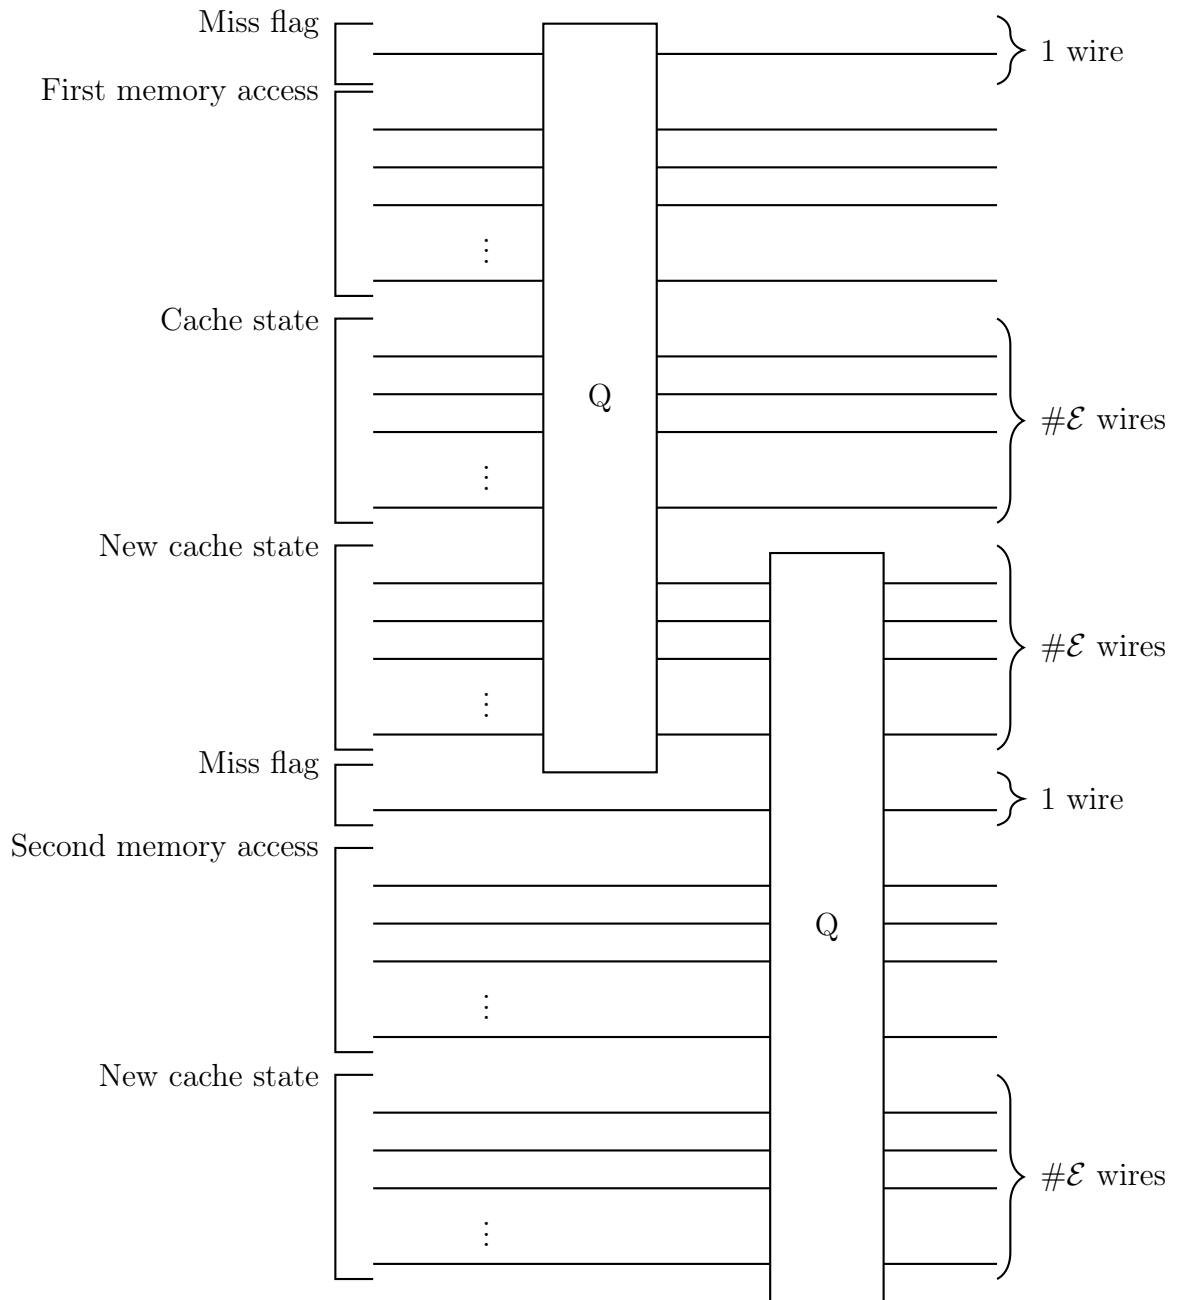 Miss flag
1 wire
First memory access
⋮
Cache state
Q
#ℰ wires
⋮
New cache state
#ℰ wires
⋮
Miss flag
1 wire
Second memory access
Q
⋮
New cache state
#ℰ wires
⋮